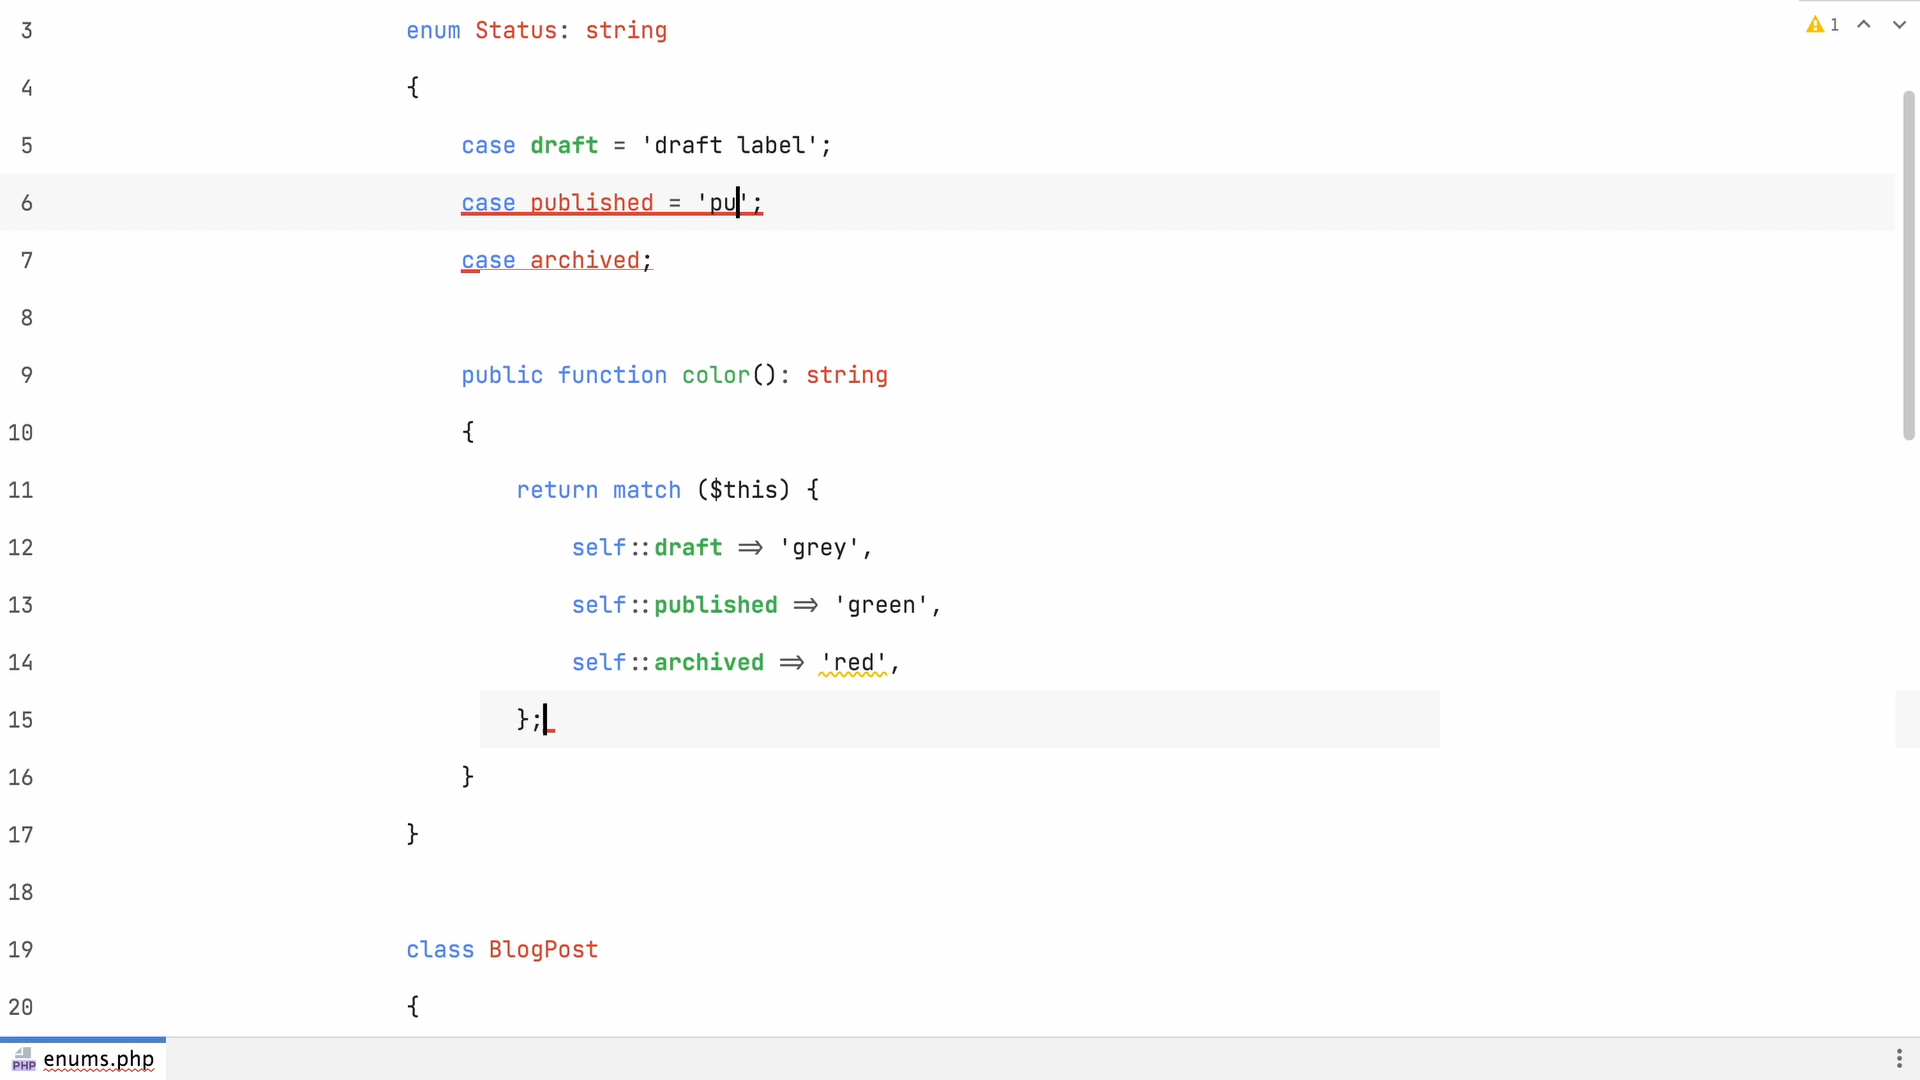 3 enum Status: string
1
4 {
5 case draft = 'draft label';
6 case published = 'pu';
7 case archived;
8
9 public function color(): string
10 {
11 return match ($this) {
12 self::draft => 'grey',
13 self::published => 'green',
14 self::archived => 'red',
15 };
16 }
17 }
18
19 class BlogPost
20 {
PHP enums.php